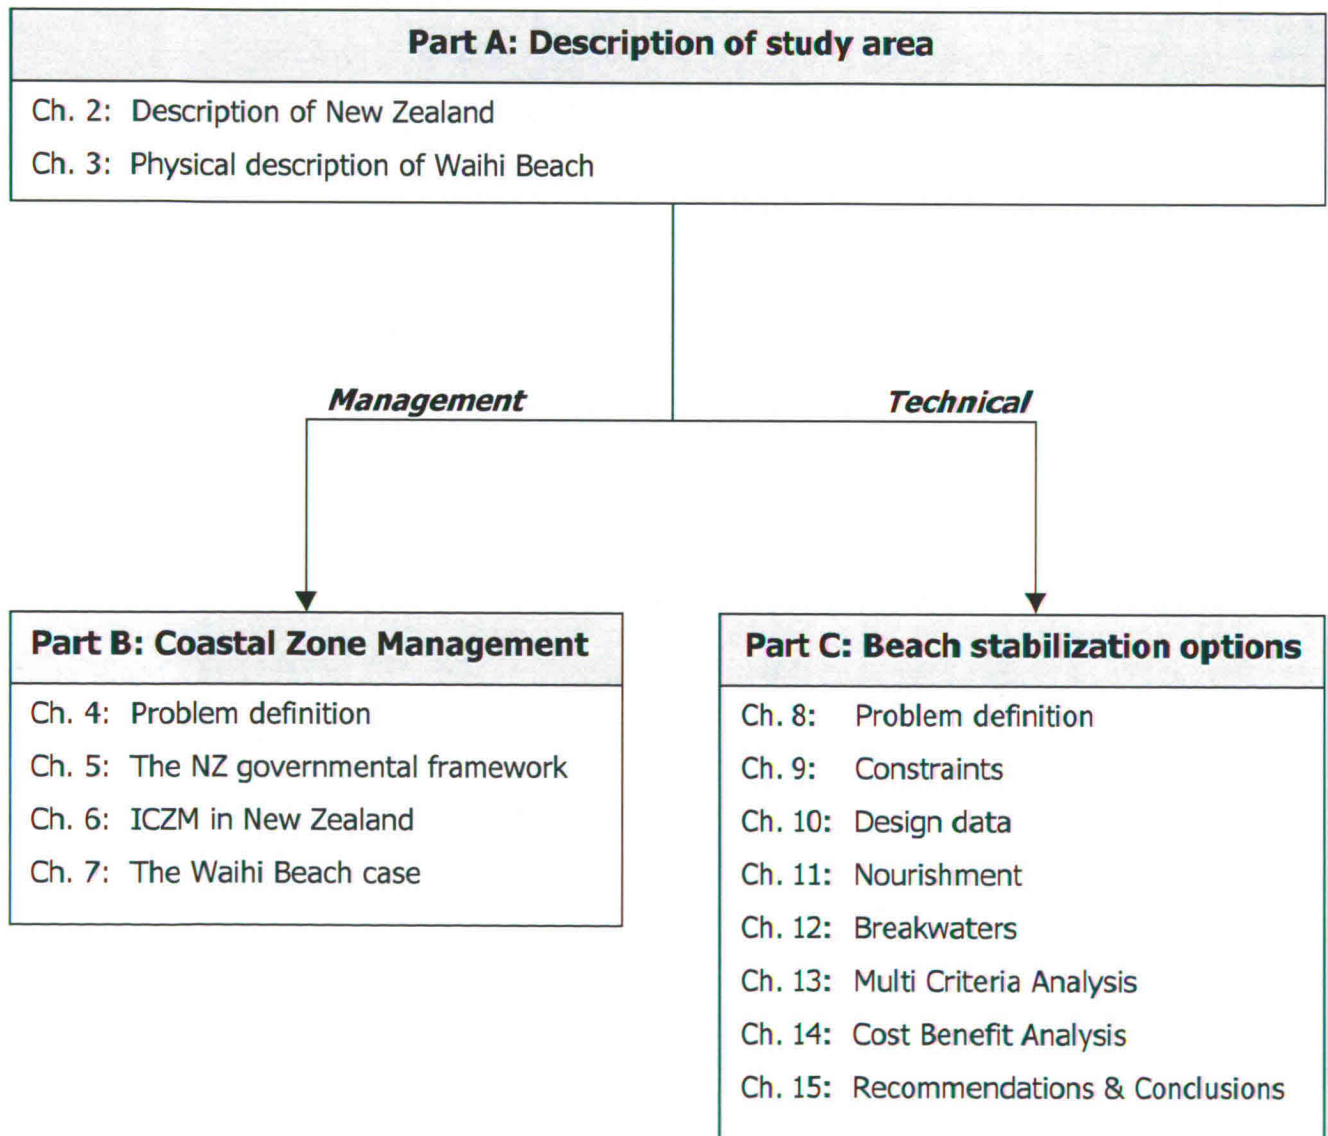 Part A: Description of study area
Ch. 2: Description of New Zealand
Ch. 3: Physical description of Waihi Beach
Management
Technical
Part B: Coastal Zone Management
Ch. 4: Problem definition
Ch. 5: The NZ governmental framework
Ch. 6: ICZM in New Zealand
Ch. 7: The Waihi Beach case
Part C: Beach stabilization options
Ch. 8: Problem definition
Ch. 9: Constraints
Ch. 10: Design data
Ch. 11: Nourishment
Ch. 12: Breakwaters
Ch. 13: Multi Criteria Analysis
Ch. 14: Cost Benefit Analysis
Ch. 15: Recommendations & Conclusions